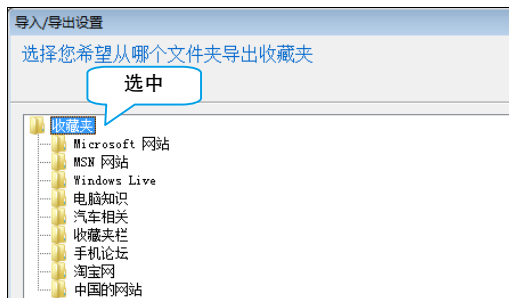 导入/导出设置
选择您希望从哪个文件夹导出收藏夹
选中
收藏夹
Microsoft 网站
MSN 网站
Windows Live
电脑知识
汽车相关
收藏夹栏
手机论坛
淘宝网
中国的网站